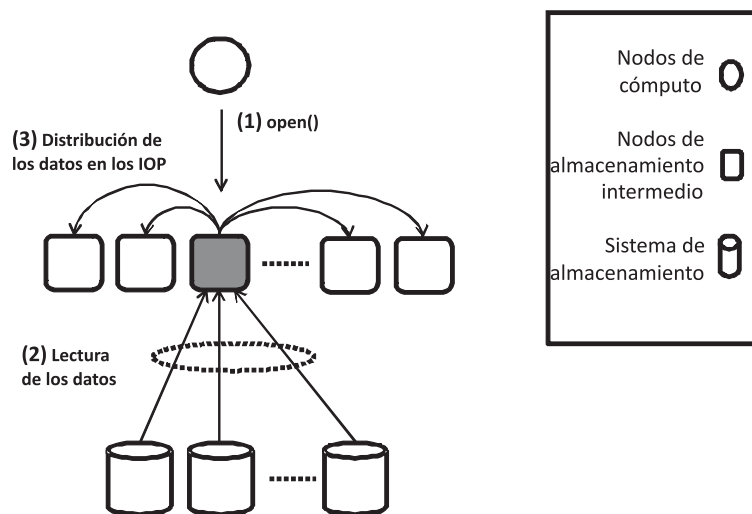 (1) open()
(3) Distribución de
los datos en los IOP
(2) Lectura
de los datos
Nodos de
cómputo
Nodos de
almacenamiento
intermedio
Sistema de
almacenamiento